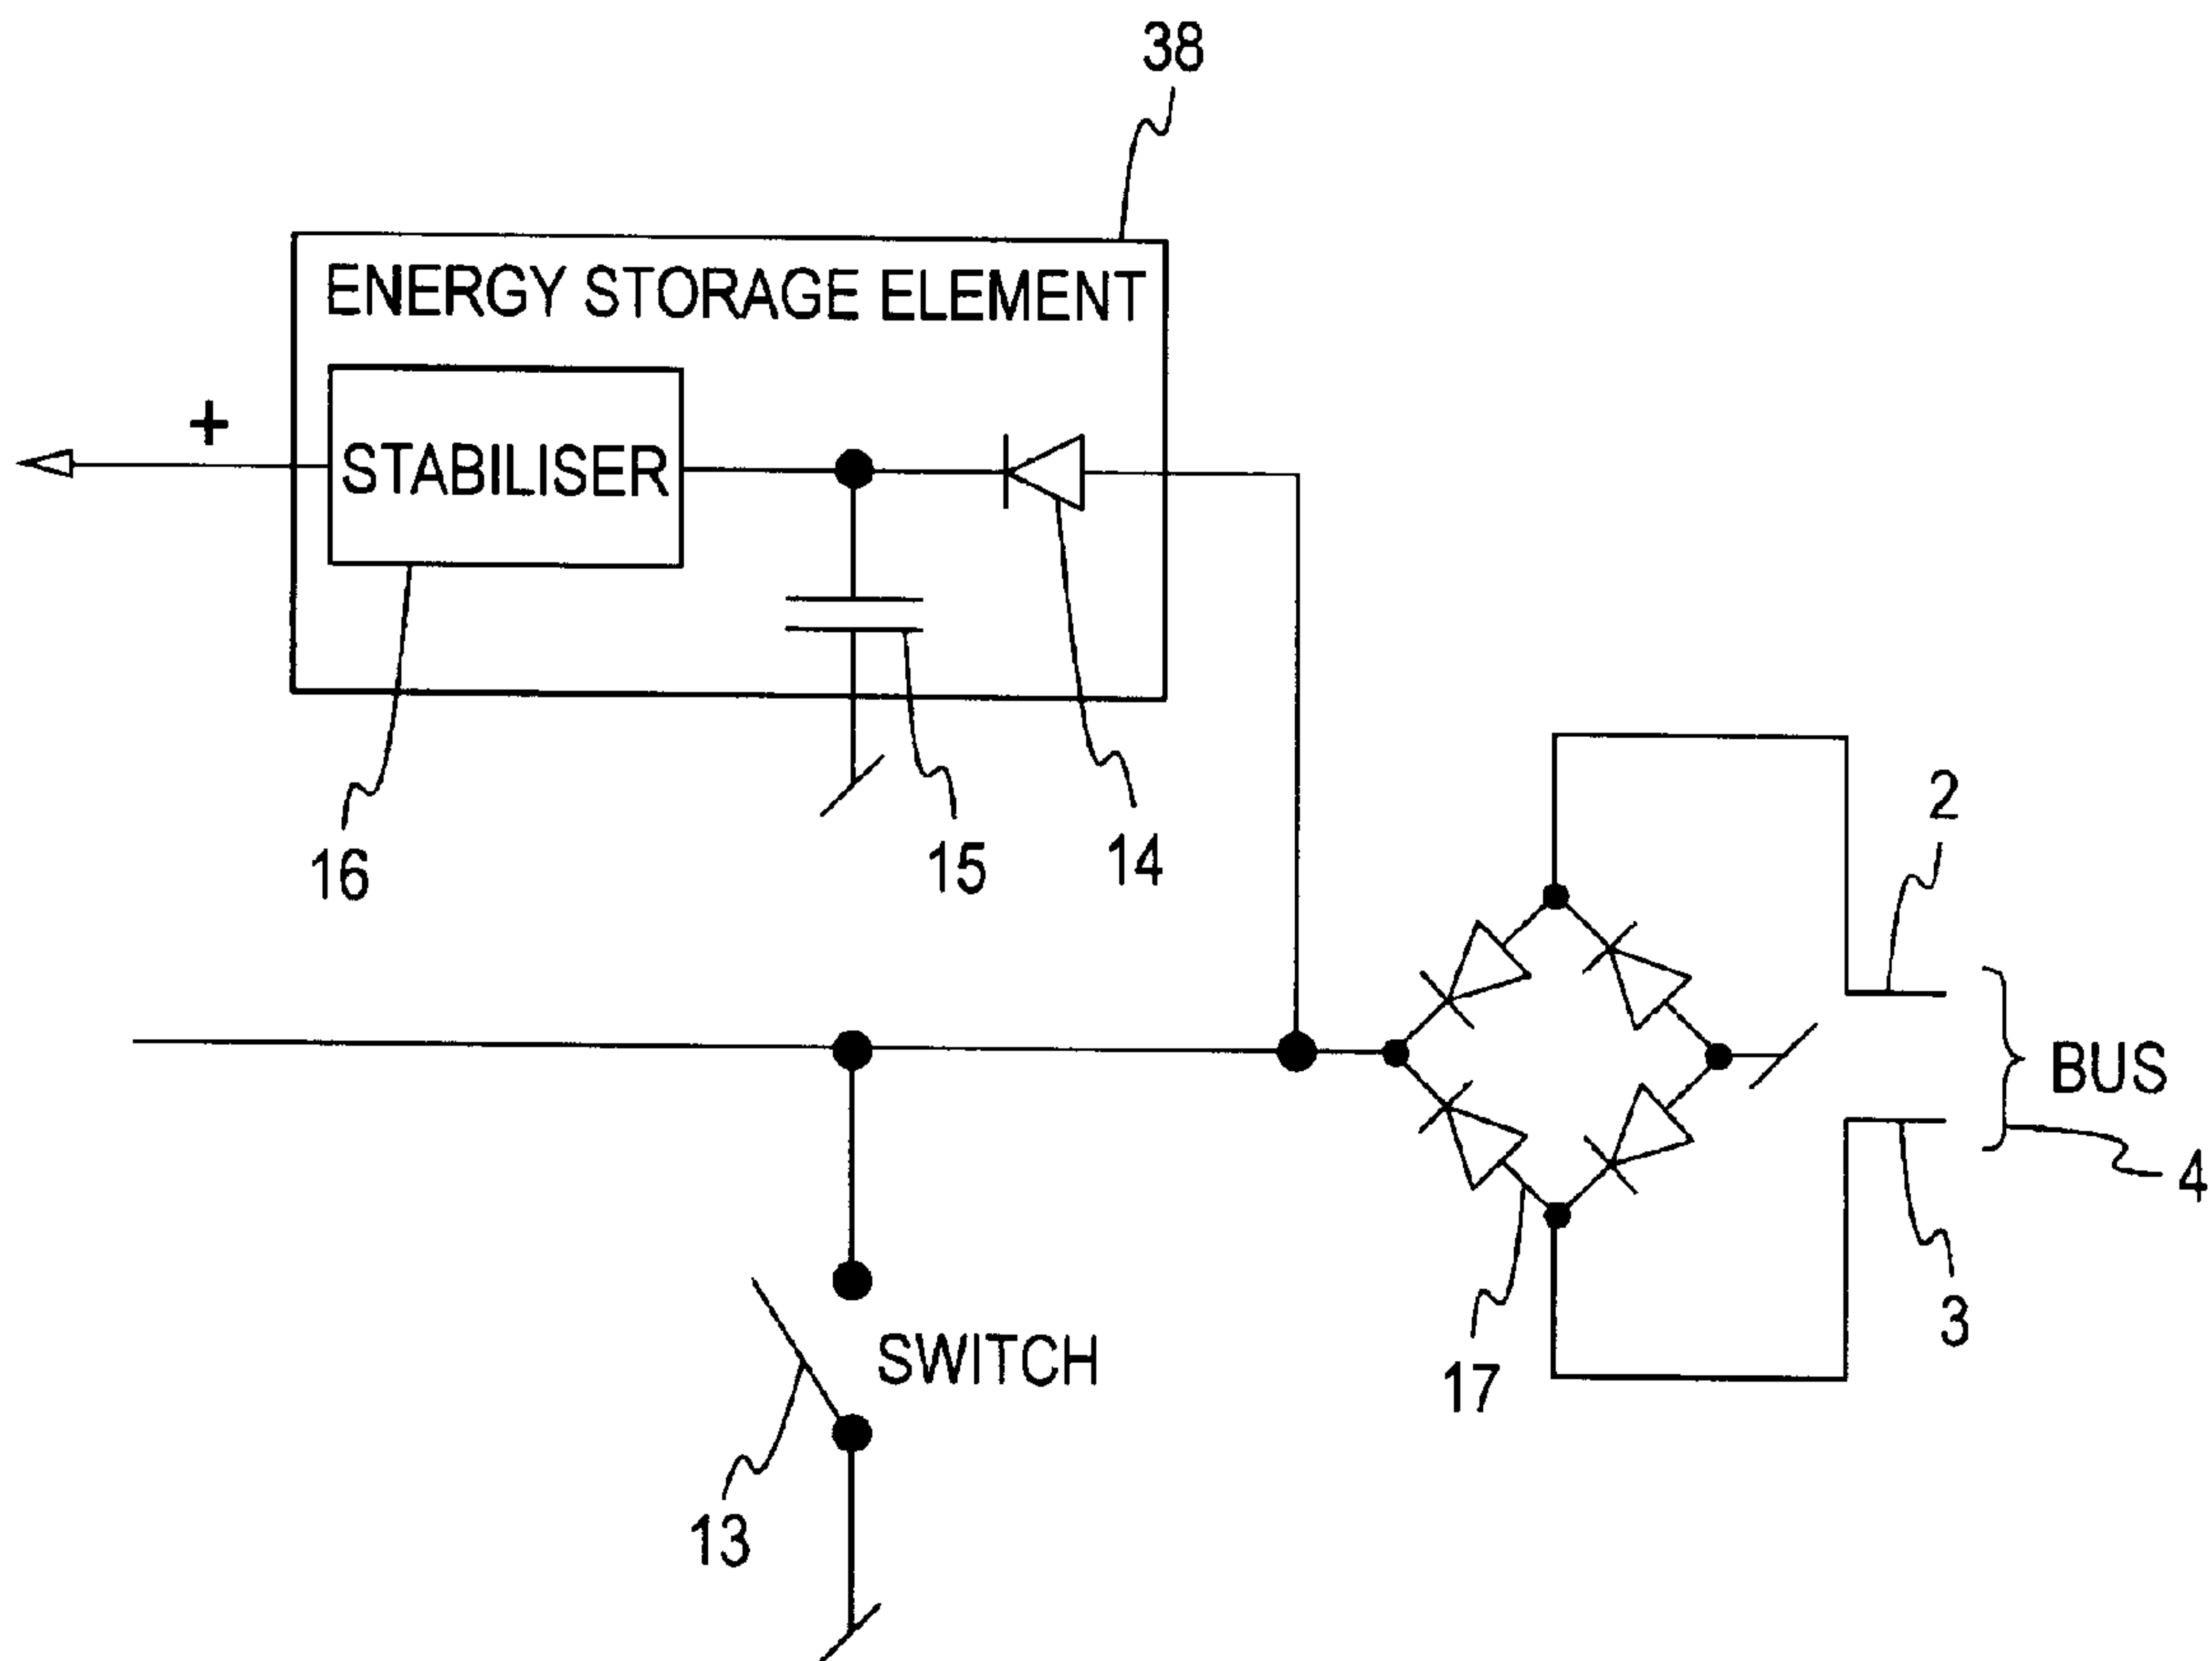 38
ENERGY STORAGE ELEMENT
+
STABILISER
16
15
14
2
BUS
4
3
17
SWITCH
13